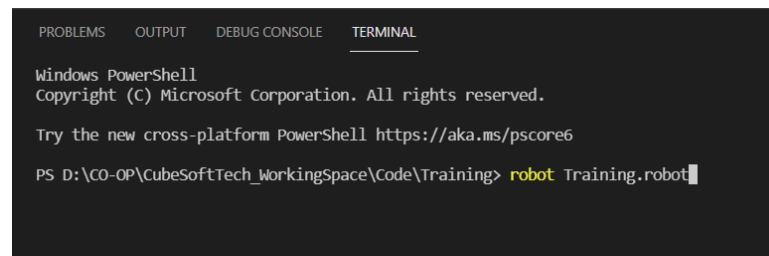 PROBLEMS OUTPUT DEBUG CONSOLE TERMINAL
Windows PowerShell
Copyright (C) Microsoft Corporation. All rights reserved.
Try the new cross-platform PowerShell https://aka.ms/pscore6
PS D:\CO-OP\CubeSoftTech_WorkingSpace\Code\Training> robot Training.robot